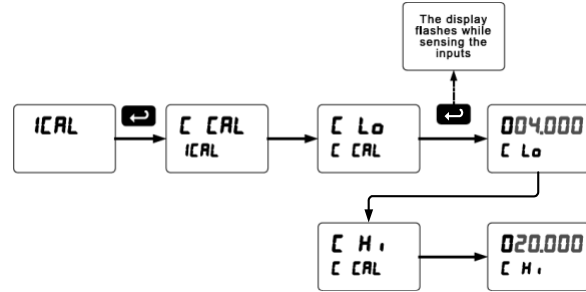 The display
flashes while
sensing the
inputs
ICAL
C CAL
ICAL
C Lo
C CAL
004.000
C Lo
C Hi
C CAL
020.000
C Hi